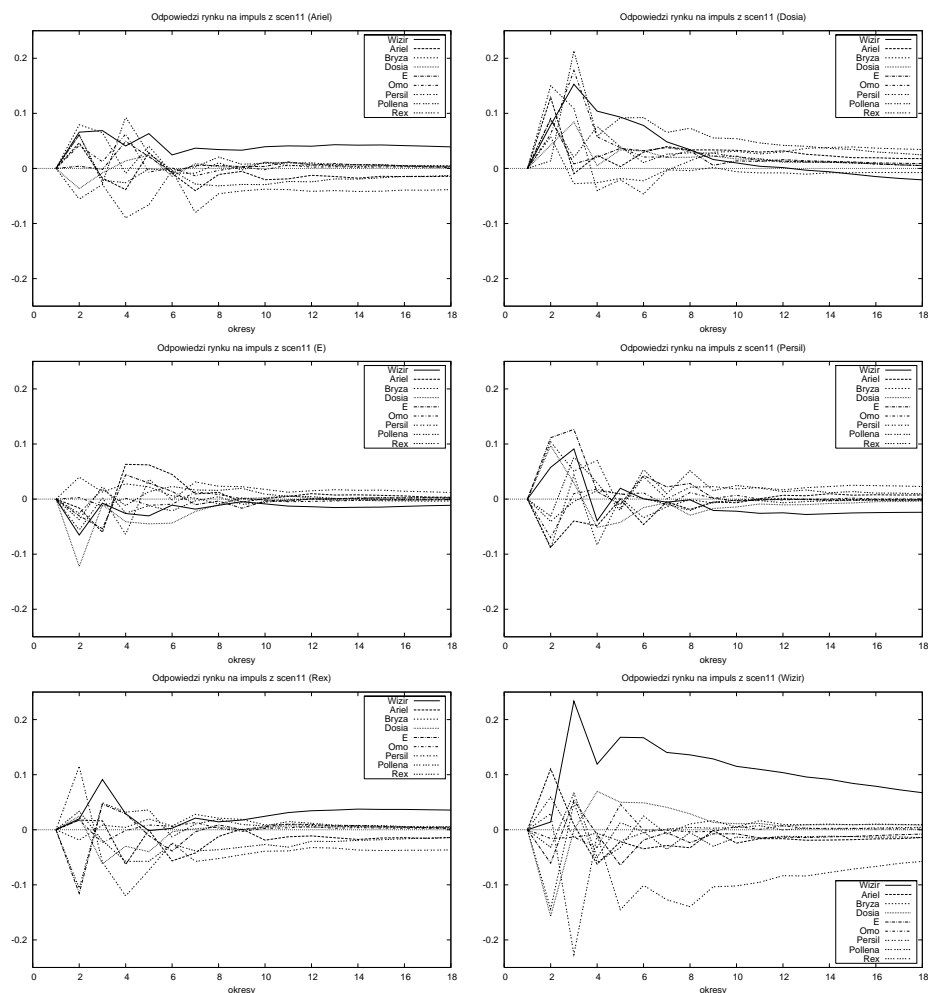 Odpowiedzi rynku na impuls z scen11 (Ariel)
0.2
0.1
0
-0.1
-0.2
0 2 4 6 8 10 12 14 16 18
okresy
Wizir
Ariel
Bryza
Dosia
E
Omo
Persil
Pollena
Rex
Odpowiedzi rynku na impuls z scen11 (Dosia)
0.2
0.1
0
-0.1
-0.2
0 2 4 6 8 10 12 14 16 18
okresy
Wizir
Ariel
Bryza
Dosia
E
Omo
Persil
Pollena
Rex
Odpowiedzi rynku na impuls z scen11 (E)
0.2
0.1
0
-0.1
-0.2
0 2 4 6 8 10 12 14 16 18
okresy
Wizir
Ariel
Bryza
Dosia
E
Omo
Persil
Pollena
Rex
Odpowiedzi rynku na impuls z scen11 (Persil)
0.2
0.1
0
-0.1
-0.2
0 2 4 6 8 10 12 14 16 18
okresy
Wizir
Ariel
Bryza
Dosia
E
Omo
Persil
Pollena
Rex
Odpowiedzi rynku na impuls z scen11 (Rex)
0.2
0.1
0
-0.1
-0.2
0 2 4 6 8 10 12 14 16 18
okresy
Wizir
Ariel
Bryza
Dosia
E
Omo
Persil
Pollena
Rex
Odpowiedzi rynku na impuls z scen11 (Wizir)
0.2
0.1
0
-0.1
-0.2
0 2 4 6 8 10 12 14 16 18
okresy
Wizir
Ariel
Bryza
Dosia
E
Omo
Persil
Pollena
Rex